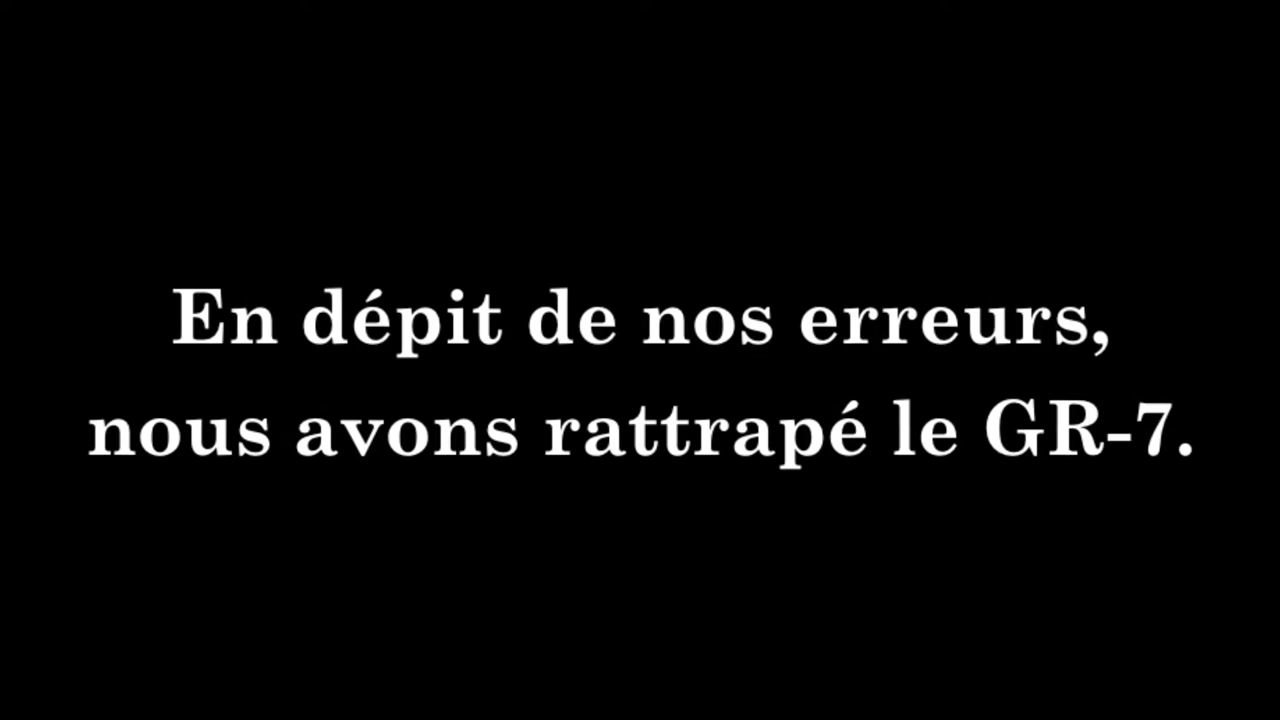 En dépit de nos erreurs,
nous avons rattrapé le GR-7.